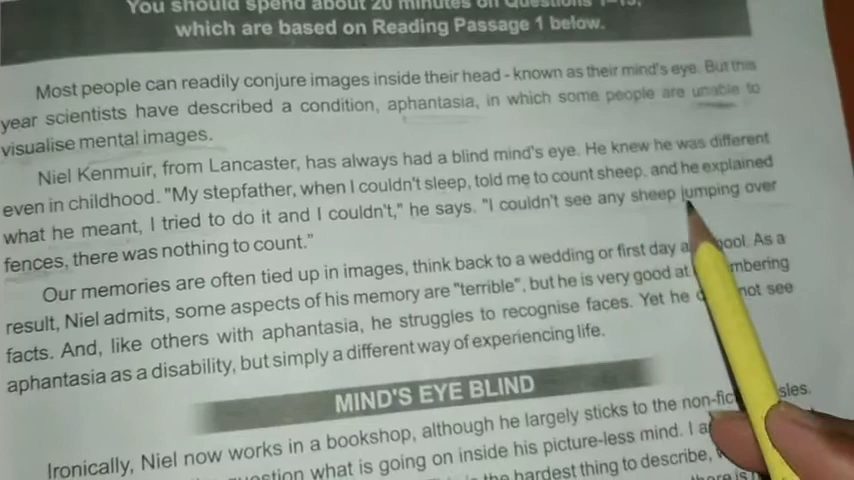 You should spend about 20 minutes on Questions 1-13,
which are based on Reading Passage 1 below.
Most people can readily conjure images inside their head - known as their mind's eye. But this
year scientists have described a condition, aphantasia, in which some people are unable to
visualise mental images.
Niel Kenmuir, from Lancaster, has always had a blind mind's eye. He knew he was different
even in childhood. "My stepfather, when I couldn't sleep, told me to count sheep, and he explained
what he meant, I tried to do it and I couldn't," he says. "I couldn't see any sheep jumping over
fences, there was nothing to count."
Our memories are often tied up in images, think back to a wedding or first day a ool. As a
result, Niel admits, some aspects of his memory are "terrible", but he is very good at mbering
facts. And, like others with aphantasia, he struggles to recognise faces. Yet he not see
aphantasia as a disability, but simply a different way of experiencing life.
MIND'S EYE BLIND
Ironically, Niel now works in a bookshop, although he largely sticks to the non-fic sles.
question what is going on inside his picture-less mind. I
the hardest thing to describe,
there is